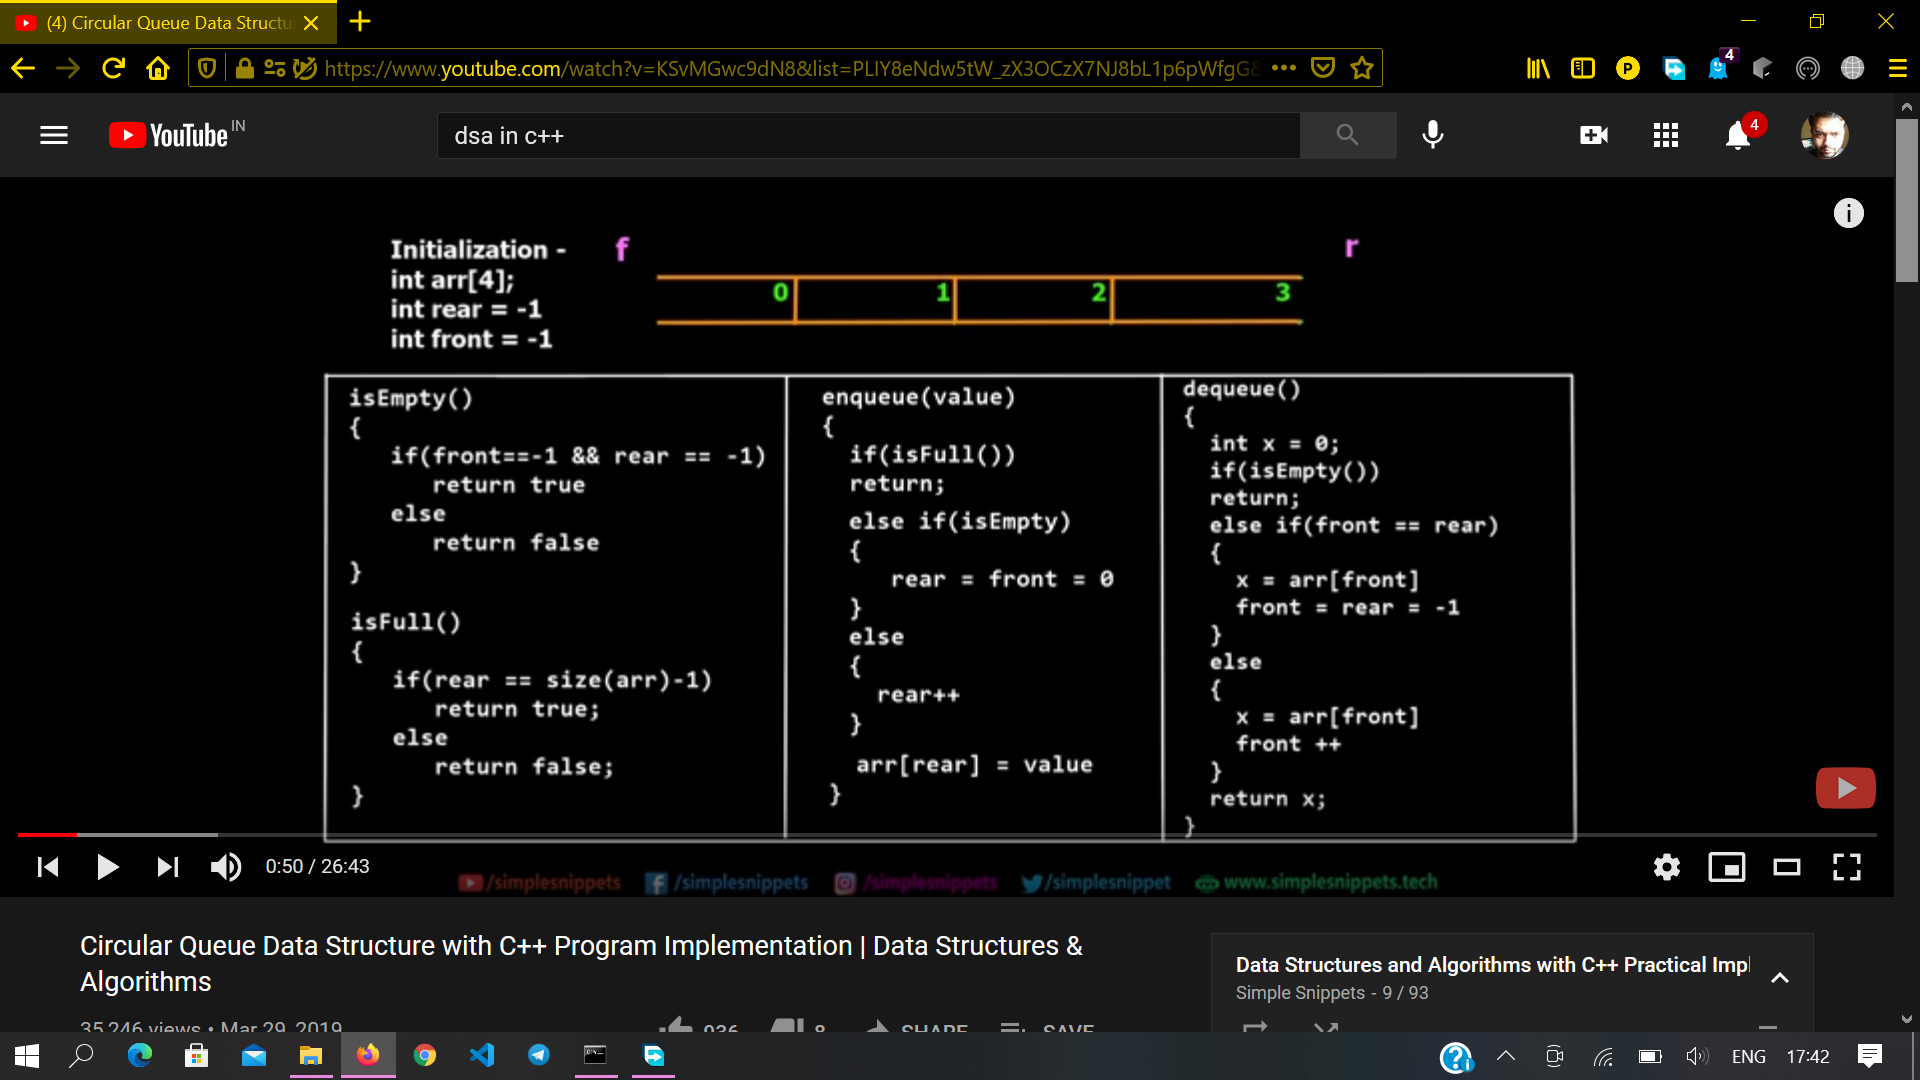 (4) Circular Queue Data Structu
https://www.youtube.com/watch?v=KSvMGwc9dN8&list=PLIY8eNdw5tW_zX3OCzX7NJ8bL1p6pWfgG8
4
YouTube IN
dsa in c++
4
Initialization -
int arr[4];
int rear = -1
int front = -1
f
r
0 1 2 3
isEmpty()
{
if(front==-1 && rear == -1)
return true
else
return false
}
isFull()
{
if(rear == size(arr)-1)
return true;
else
return false;
}
enqueue(value)
{
if(isFull())
return;
else if(isEmpty)
{
rear = front = 0
}
else
{
rear++
}
arr[rear] = value
}
dequeue()
{
int x = 0;
if(isEmpty())
return;
else if(front == rear)
{
x = arr[front]
front = rear = -1
}
else
{
x = arr[front]
front ++
}
return x;
}
0:50 / 26:43
/simplesnippets /simplesnippets /simplesnippets /simplesnippet www.simplesnippets.tech
Circular Queue Data Structure with C++ Program Implementation | Data Structures &
Algorithms
35,246 views • Mar 29, 2019
936 8 SHARE SAVE
Data Structures and Algorithms with C++ Practical Impl
Simple Snippets - 9 / 93
ENG 17:42